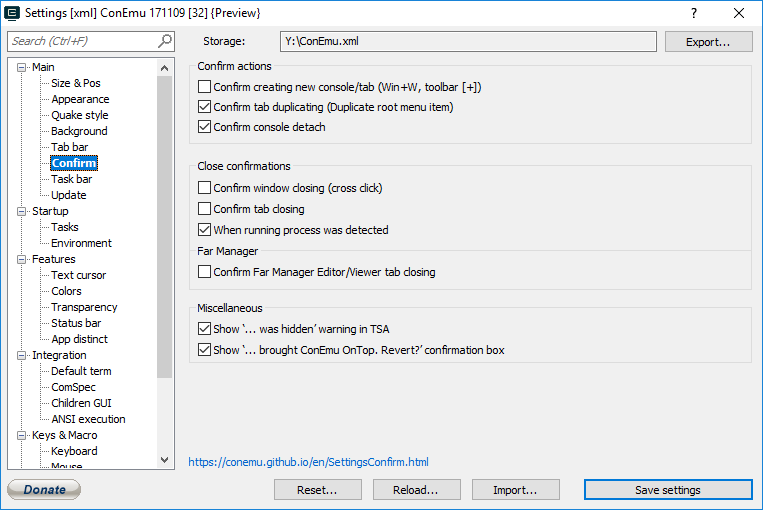 Settings [xml] ConEmu 171109 [32] {Preview}
Search (Ctrl+F)
Storage:
Y:\ConEmu.xml
Export...
Main
Size & Pos
Appearance
Quake style
Background
Tab bar
Confirm
Task bar
Update
Startup
Tasks
Environment
Features
Text cursor
Colors
Transparency
Status bar
App distinct
Integration
Default term
ComSpec
Children GUI
ANSI execution
Keys & Macro
Keyboard
Mouse
Confirm actions
Confirm creating new console/tab (Win+W, toolbar [+])
Confirm tab duplicating (Duplicate root menu item)
Confirm console detach
Close confirmations
Confirm window closing (cross click)
Confirm tab closing
When running process was detected
Far Manager
Confirm Far Manager Editor/Viewer tab closing
Miscellaneous
Show ‘... was hidden’ warning in TSA
Show ‘... brought ConEmu OnTop. Revert?’ confirmation box
https://conemu.github.io/en/SettingsConfirm.html
Donate
Reset...
Reload...
Import...
Save settings